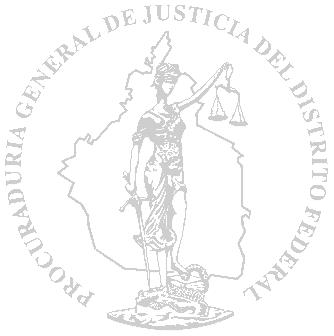 PROCURADURIA GENERAL DE JUSTICIA DEL DISTRITO FEDERAL